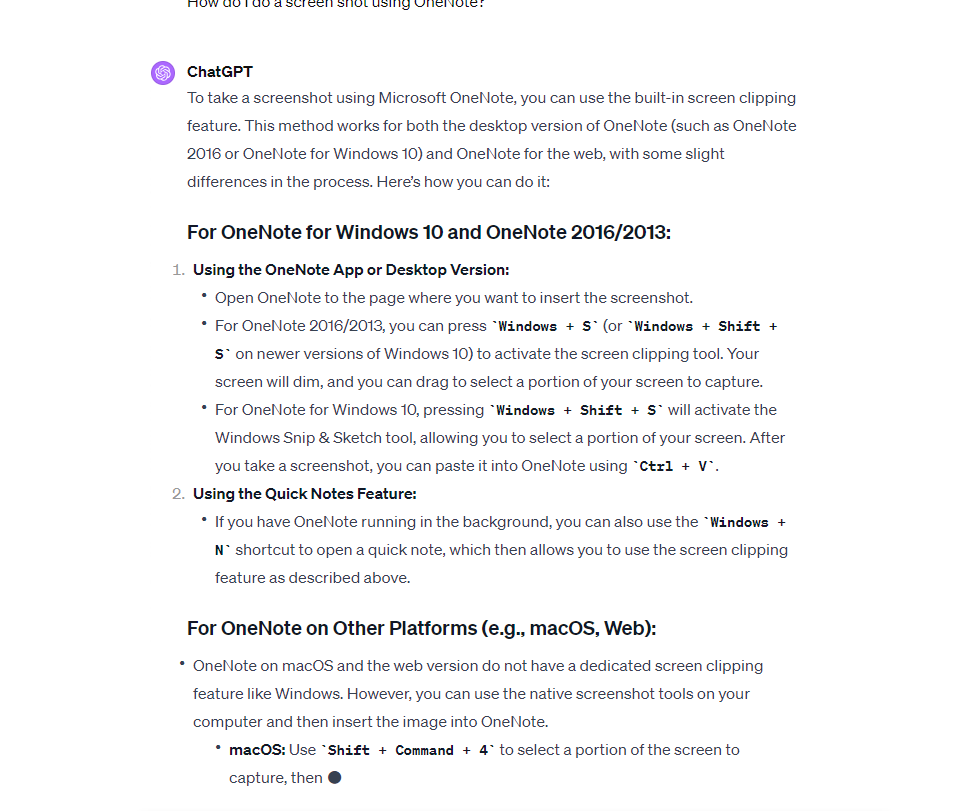 How do I do a screen shot using OneNote?
ChatGPT
To take a screenshot using Microsoft OneNote, you can use the built-in screen clipping
feature. This method works for both the desktop version of OneNote (such as OneNote
2016 or OneNote for Windows 10) and OneNote for the web, with some slight
differences in the process. Here's how you can do it:
For OneNote for Windows 10 and OneNote 2016/2013:
1. Using the OneNote App or Desktop Version:
• Open OneNote to the page where you want to insert the screenshot.
• For OneNote 2016/2013, you can press `Windows + S` (or `Windows + Shift +
S` on newer versions of Windows 10) to activate the screen clipping tool. Your
screen will dim, and you can drag to select a portion of your screen to capture.
• For OneNote for Windows 10, pressing `Windows + Shift + S` will activate the
Windows Snip & Sketch tool, allowing you to select a portion of your screen. After
you take a screenshot, you can paste it into OneNote using `Ctrl + V`.
2. Using the Quick Notes Feature:
• If you have OneNote running in the background, you can also use the `Windows +
N` shortcut to open a quick note, which then allows you to use the screen clipping
feature as described above.
For OneNote on Other Platforms (e.g., macOS, Web):
• OneNote on macOS and the web version do not have a dedicated screen clipping
feature like Windows. However, you can use the native screenshot tools on your
computer and then insert the image into OneNote.
• macOS: Use `Shift + Command + 4` to select a portion of the screen to
capture, then